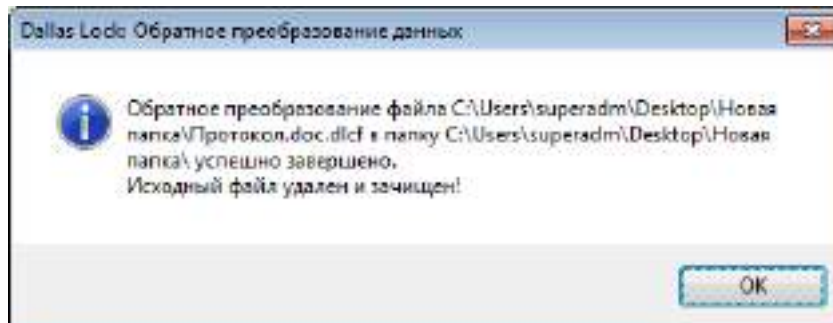 Dallas Lock: Обратное преобразование данных
Обратное преобразование файла C:\Users\superadm\Desktop\Новая
папка\Протокол.doc.dlcf в папку C:\Users\superadm\Desktop\Новая
папка\ успешно завершено.
Исходный файл удален и зачищен!
OK